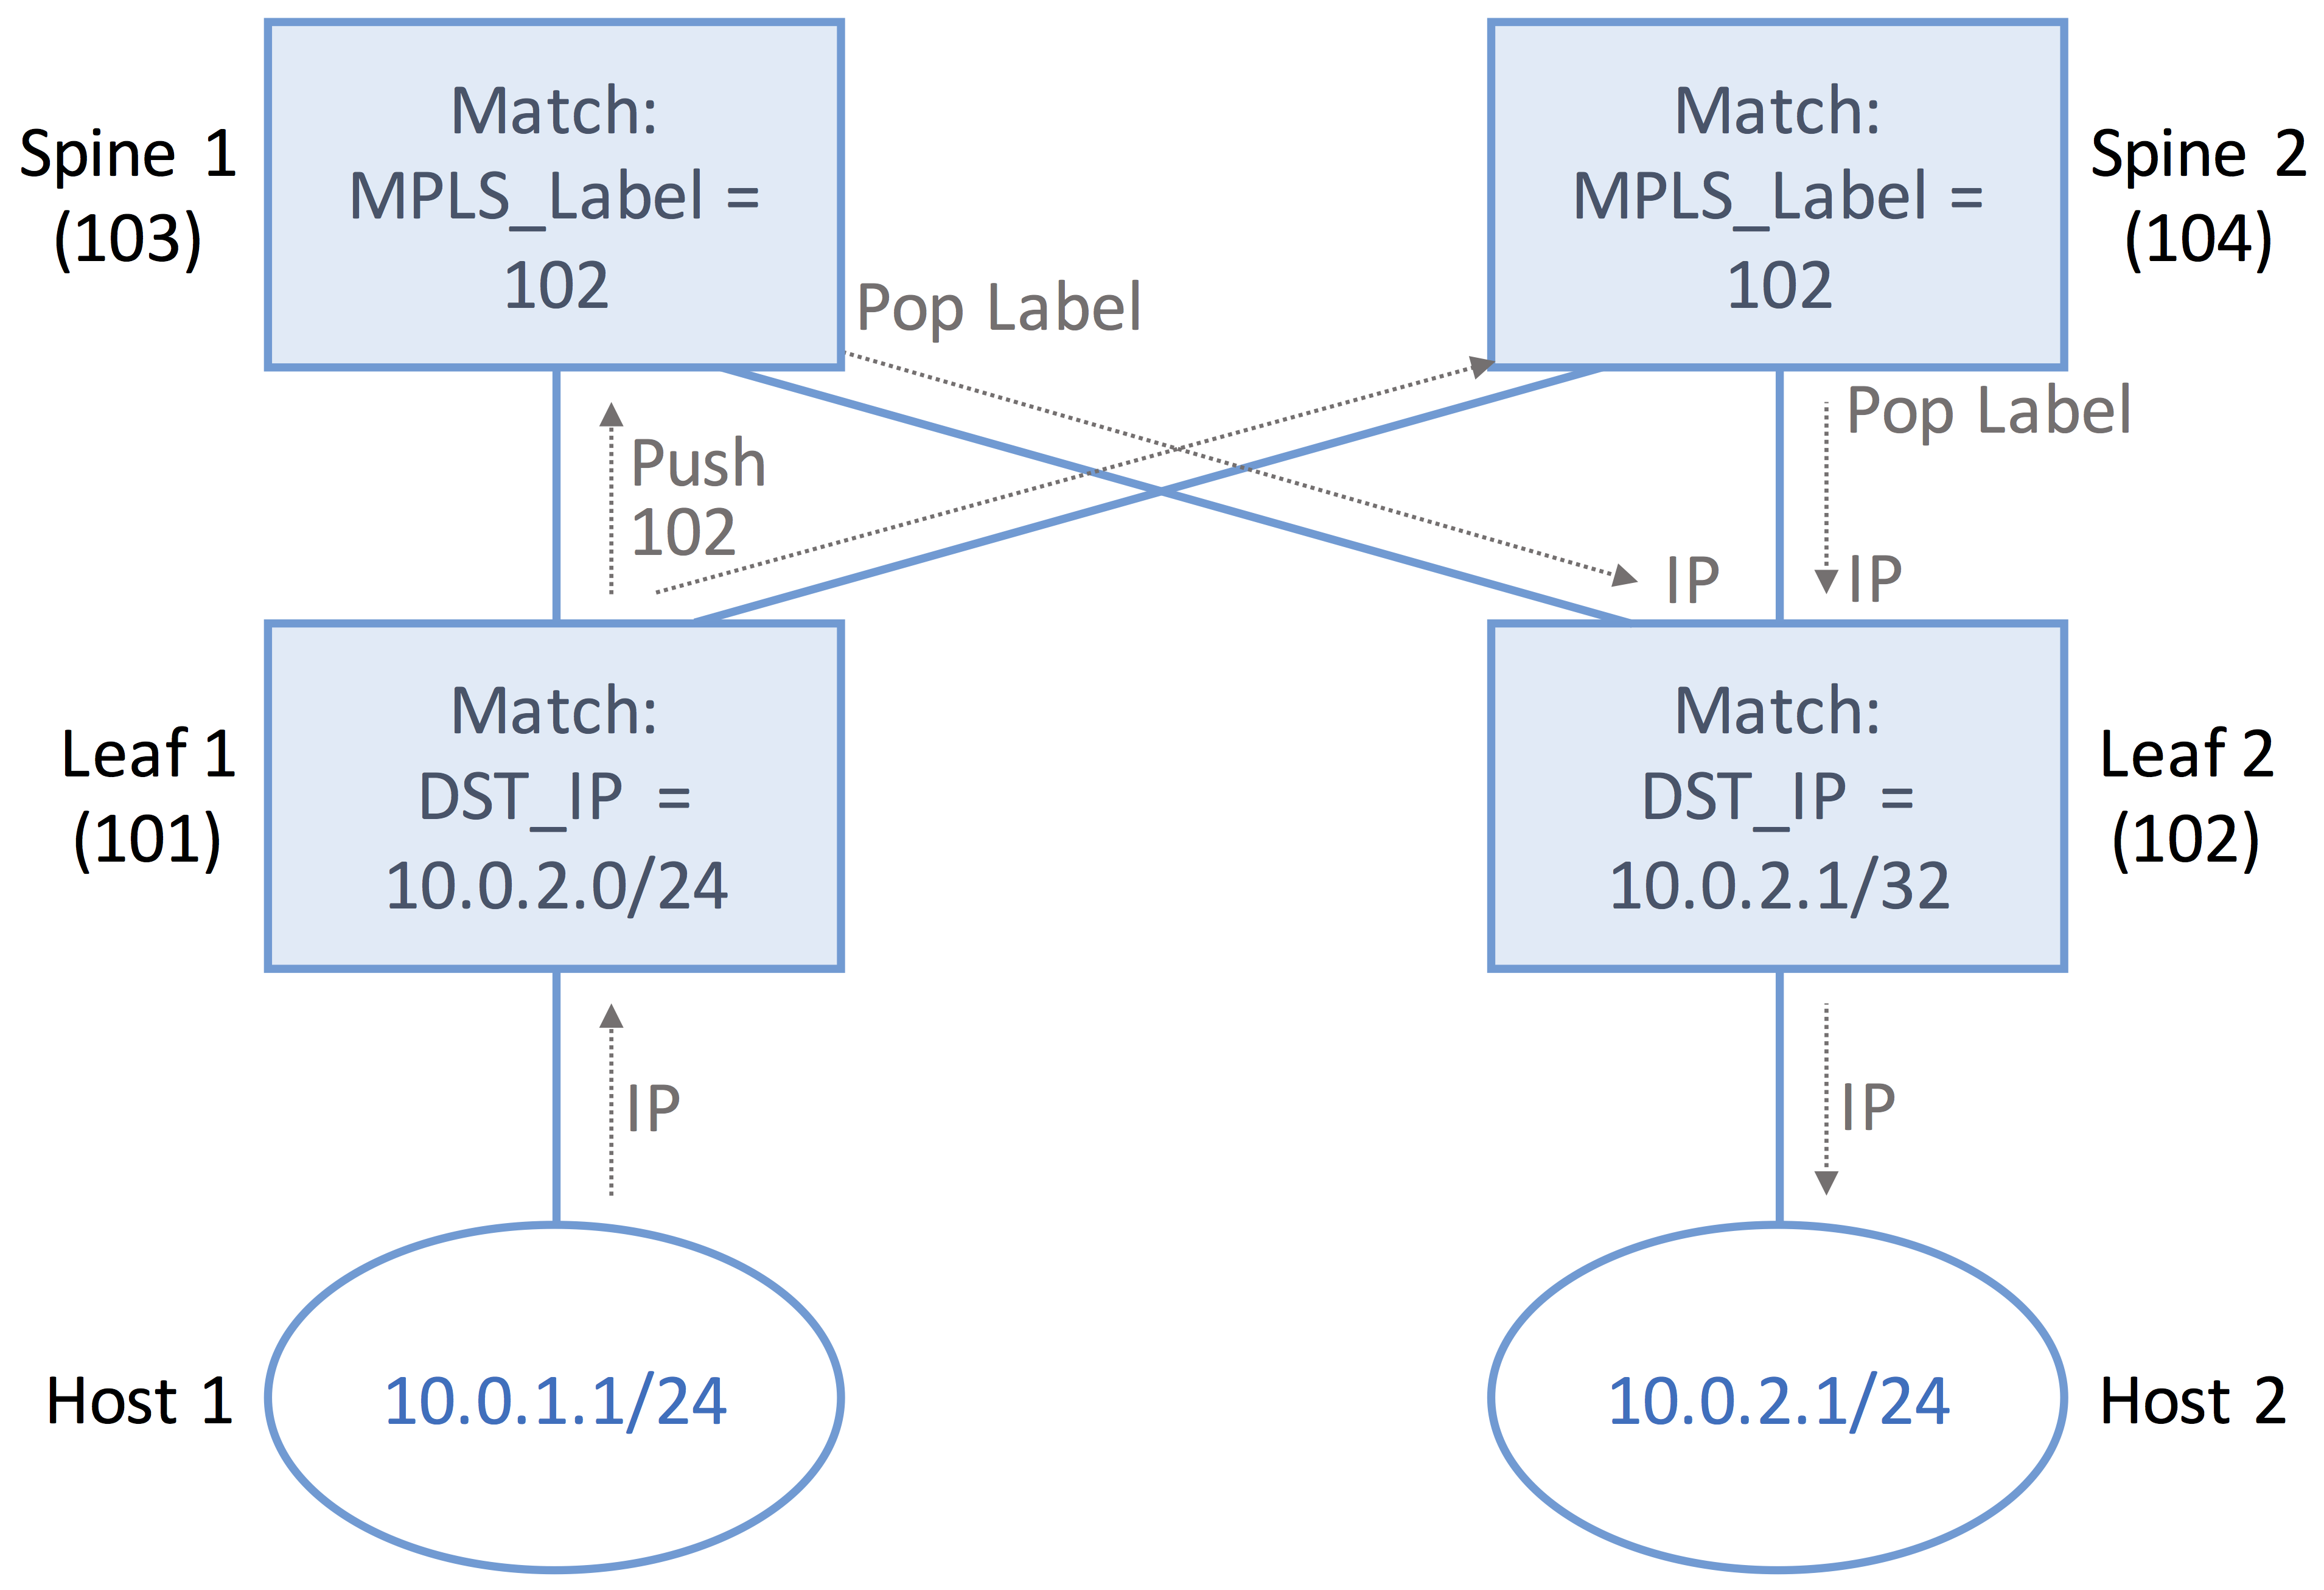 Spine 1
(103)
Match:
MPLS_Label =
102
Match:
MPLS_Label =
102
Spine 2
(104)
Pop Label
Pop Label
Push
102
IP
IP
Leaf 1
(101)
Match:
DST_IP =
10.0.2.0/24
Match:
DST_IP =
10.0.2.1/32
Leaf 2
(102)
IP
IP
Host 1
10.0.1.1/24
10.0.2.1/24
Host 2